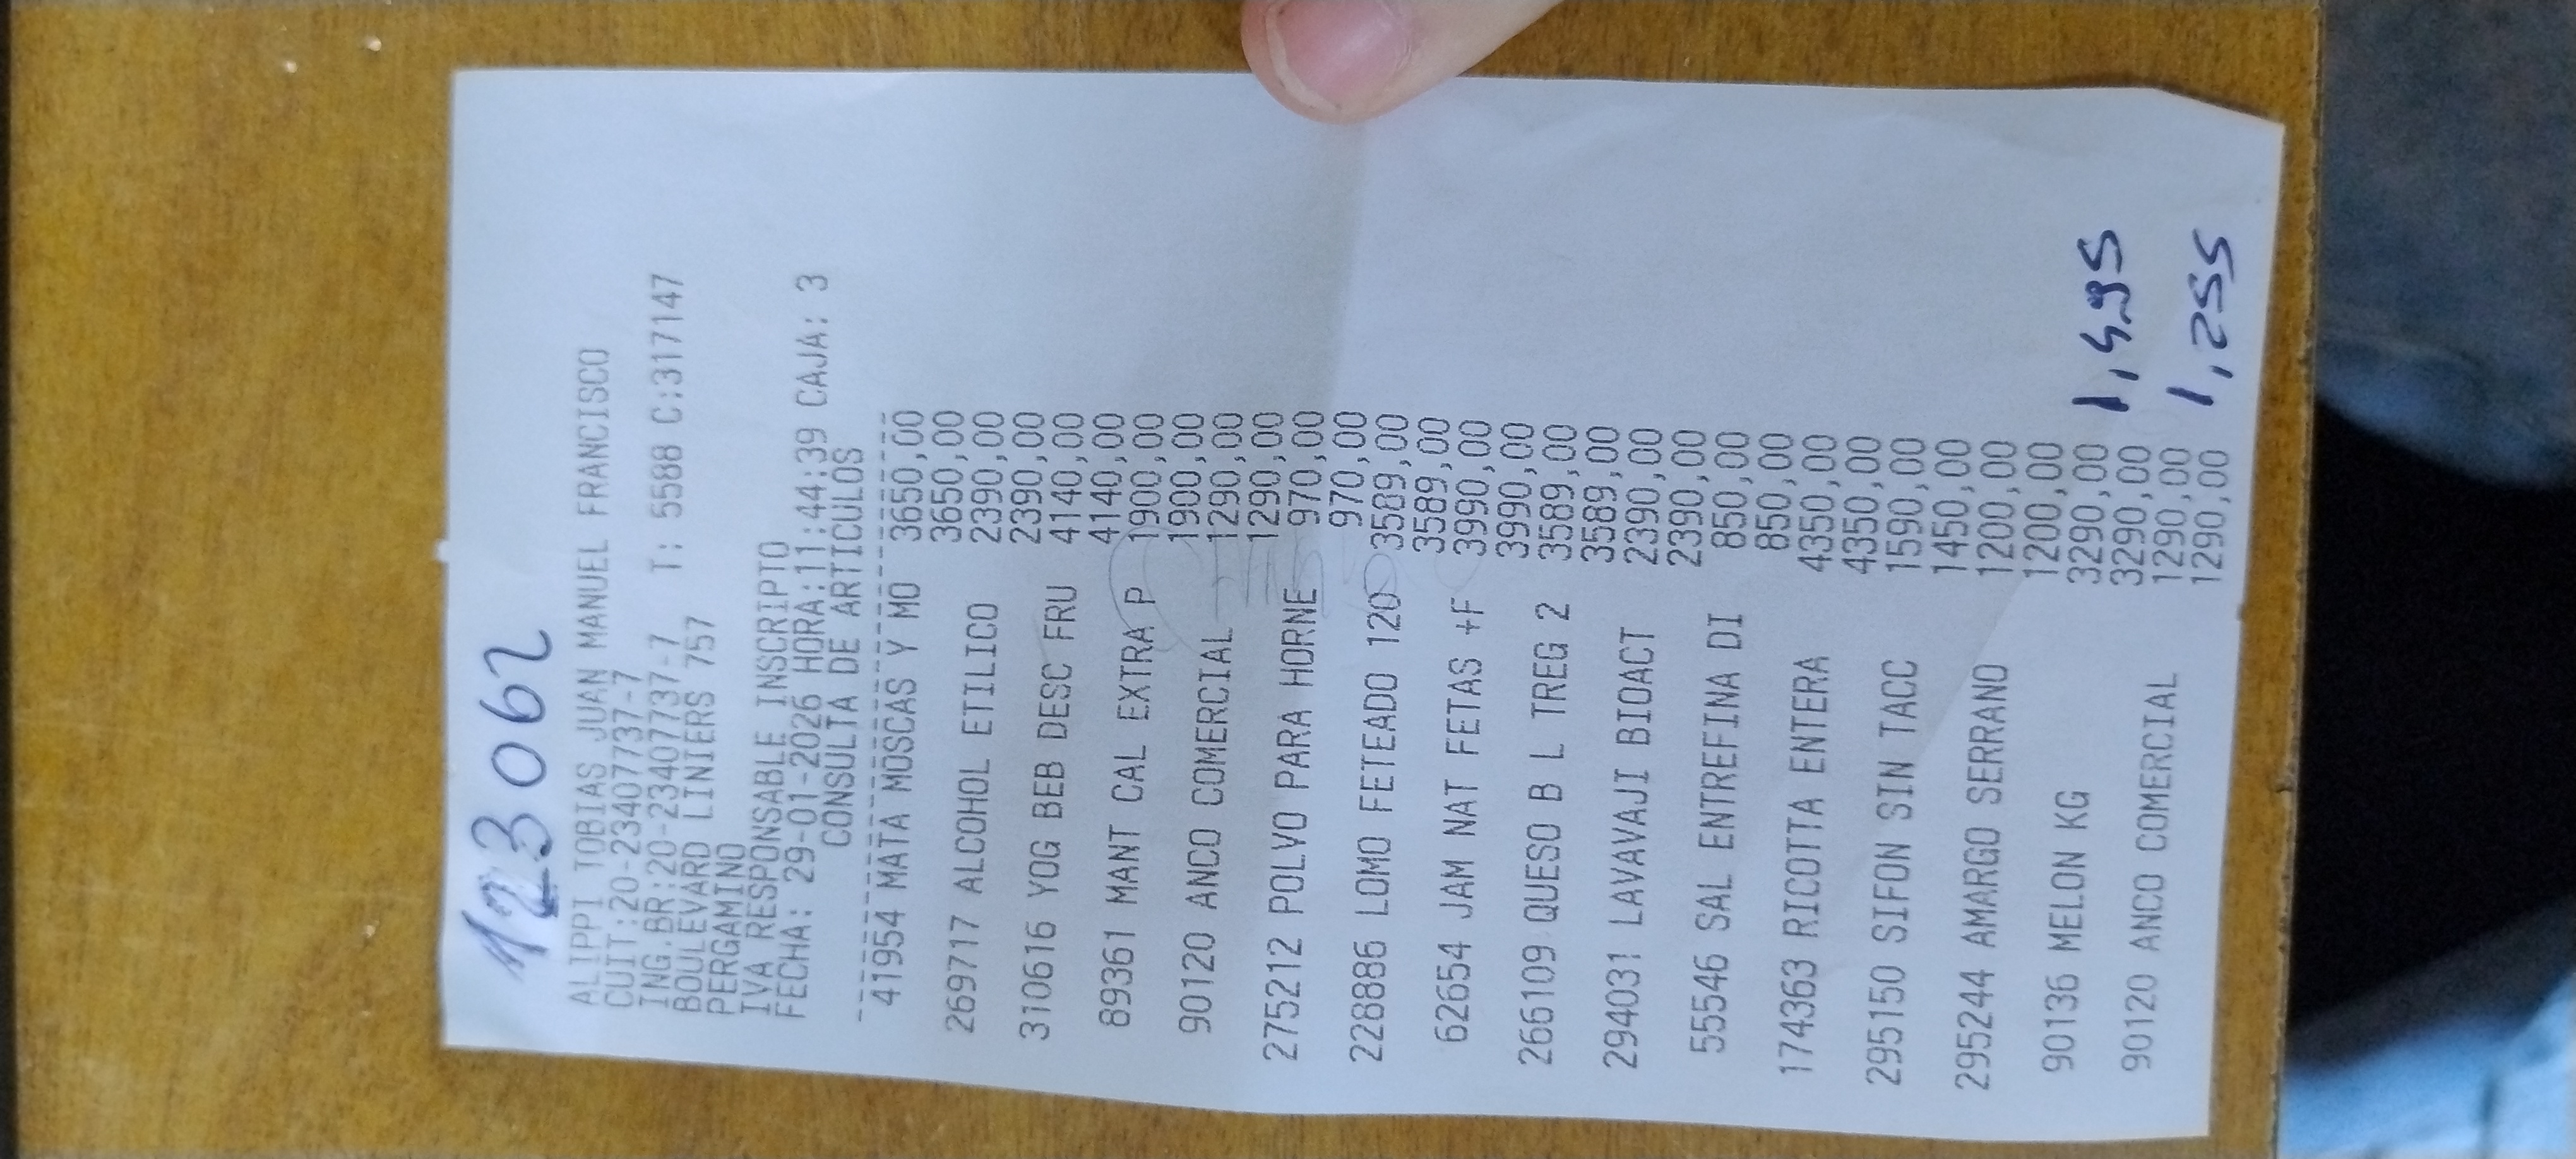 123062
ALIPPI TOBIAS JUAN MANUEL FRANCISCO
CUIT:20-23407737-7
ING.BR:20-23407737-7 T: 5588 C:317147
BOULEVARD LINIERS 757
PERGAMINO
IVA RESPONSABLE INSCRIPTO
FECHA: 29-01-2026 HORA:11:44:39 CAJA: 3
CONSULTA DE ARTICULOS
41954 MATA MOSCAS Y MO 3650,00
3650,00
269717 ALCOHOL ETILICO 2390,00
2390,00
310616 YOG BEB DESC FRU 4140,00
4140,00
89361 MANT CAL EXTRA P 1900,00
1900,00
90120 ANCO COMERCIAL 1290,00
1290,00
275212 POLVO PARA HORNE 970,00
970,00
228886 LOMO FETEADO 120 3589,00
3589,00
62654 JAM NAT FETAS +F 3990,00
3990,00
266109 QUESO B L TREG 2 3589,00
3589,00
294031 LAVAVAJI BIOACT 2390,00
2390,00
55546 SAL ENTREFINA DI 850,00
850,00
174363 RICOTTA ENTERA 4350,00
4350,00
295150 SIFON SIN TACC 1590,00
1450,00
295244 AMARGO SERRANO 1200,00
1200,00
90136 MELON KG 3290,00 1,495
3290,00
90120 ANCO COMERCIAL 1290,00 1,255
1290,00